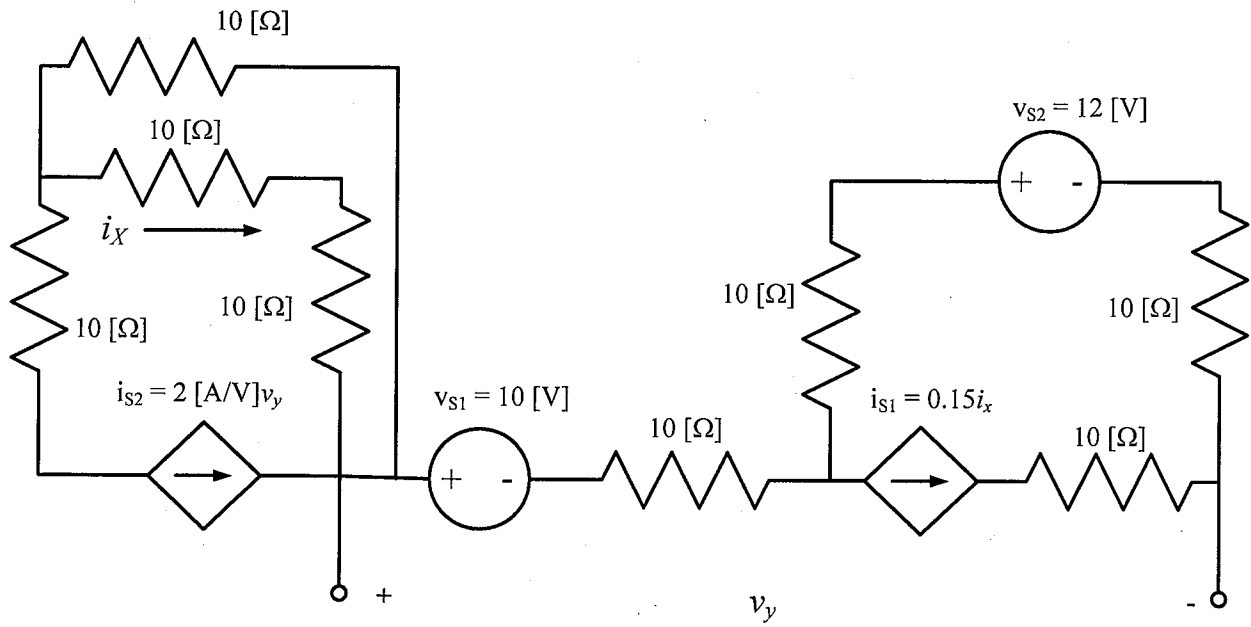 10 [Ω]
10 [Ω]
v_S2 = 12 [V]
+ -
i_X
10 [Ω]
10 [Ω]
10 [Ω]
10 [Ω]
i_S2 = 2 [A/V]v_y
v_S1 = 10 [V]
i_S1 = 0.15i_x
10 [Ω]
10 [Ω]
+ -
+
v_y
-